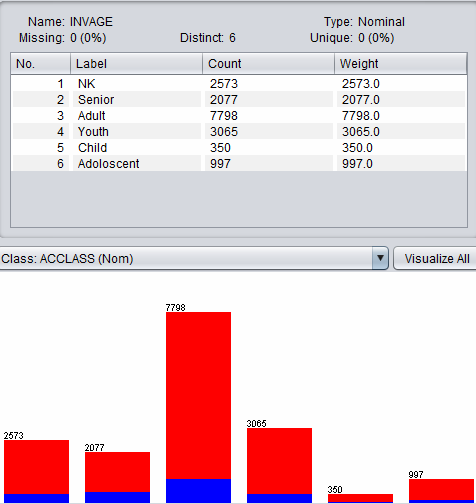 Name: INVAGE Type: Nominal
Missing: 0 (0%) Distinct: 6 Unique: 0 (0%)
No. Label Count Weight
1 NK 2573 2573.0
2 Senior 2077 2077.0
3 Adult 7798 7798.0
4 Youth 3065 3065.0
5 Child 350 350.0
6 Adoloscent 997 997.0
Class: ACCLASS (Nom) Visualize All
7798
3065
2573
2077
997
350